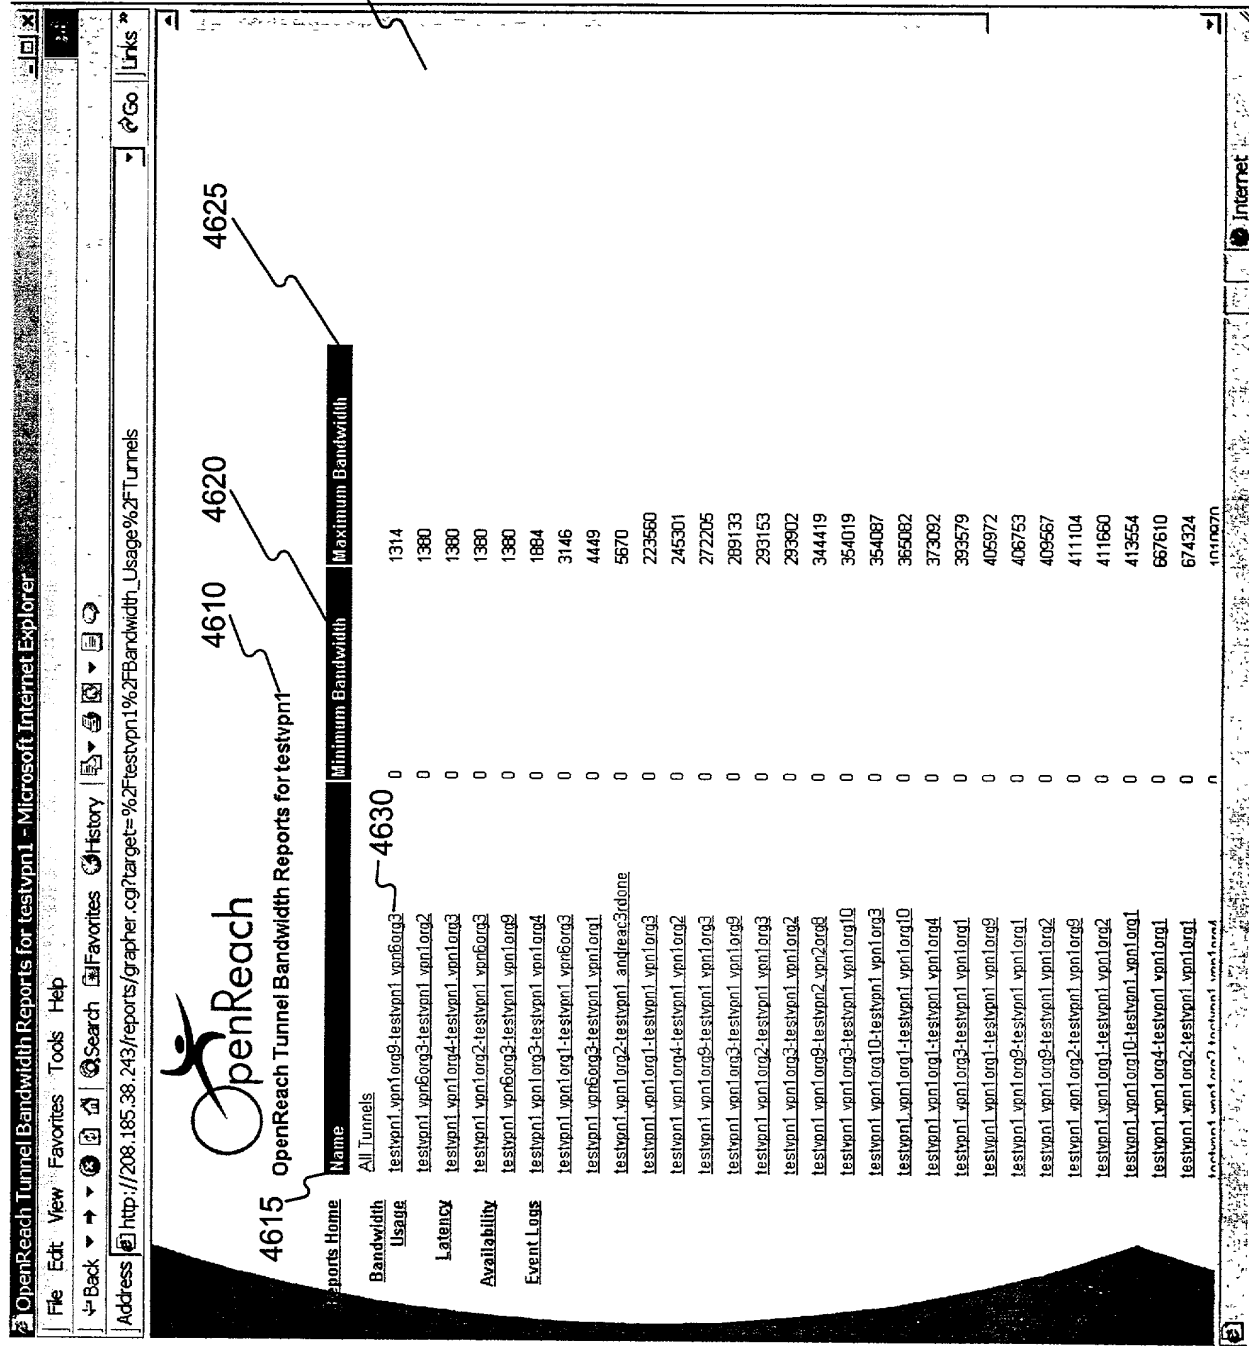 OpenReach Tunnel Bandwidth Reports for testvpn1 - Microsoft Internet Explorer
File Edit View Favorites Tools Help
Back Search Favorites History
Address http://208.185.38.243/reports/grapher.cgi?target=%2Ftestvpn1%2FBandwidth_Usage%2FTunnels Go Links »
OpenReach
4615 OpenReach Tunnel Bandwidth Reports for testvpn1 4610 4620 4625
Reports Home
Bandwidth Usage
Latency
Availability
Event Logs
Name Minimum Bandwidth Maximum Bandwidth
All Tunnels
testvpn1.vpn1org9-testvpn1.vpn6org3 0 1314
4630
testvpn1.vpn6org3-testvpn1.vpn1org2 0 1380
testvpn1.vpn1org4-testvpn1.vpn1org3 0 1380
testvpn1.vpn1org2-testvpn1.vpn6org3 0 1380
testvpn1.vpn6org3-testvpn1.vpn1org9 0 1380
testvpn1.vpn1org3-testvpn1.vpn1org4 0 1884
testvpn1.vpn1org1-testvpn1.vpn6org3 0 3146
testvpn1.vpn6org3-testvpn1.vpn1org1 0 4449
testvpn1.vpn1org2-testvpn1.andreac3rdone 0 5670
testvpn1.vpn1org1-testvpn1.vpn1org3 0 223560
testvpn1.vpn1org4-testvpn1.vpn1org2 0 245301
testvpn1.vpn1org9-testvpn1.vpn1org3 0 272205
testvpn1.vpn1org3-testvpn1.vpn1org9 0 289133
testvpn1.vpn1org2-testvpn1.vpn1org3 0 293153
testvpn1.vpn1org3-testvpn1.vpn1org2 0 293902
testvpn1.vpn1org9-testvpn2.vpn2org8 0 344419
testvpn1.vpn1org3-testvpn1.vpn1org10 0 354019
testvpn1.vpn1org10-testvpn1.vpn1org3 0 354087
testvpn1.vpn1org1-testvpn1.vpn1org10 0 365082
testvpn1.vpn1org1-testvpn1.vpn1org4 0 373092
testvpn1.vpn1org3-testvpn1.vpn1org1 0 393579
testvpn1.vpn1org1-testvpn1.vpn1org9 0 405972
testvpn1.vpn1org9-testvpn1.vpn1org1 0 406753
testvpn1.vpn1org9-testvpn1.vpn1org2 0 409567
testvpn1.vpn1org2-testvpn1.vpn1org9 0 411104
testvpn1.vpn1org1-testvpn1.vpn1org2 0 411660
testvpn1.vpn1org10-testvpn1.vpn1org1 0 413554
testvpn1.vpn1org4-testvpn1.vpn1org1 0 667610
testvpn1.vpn1org2-testvpn1.vpn1org1 0 674324
Internet